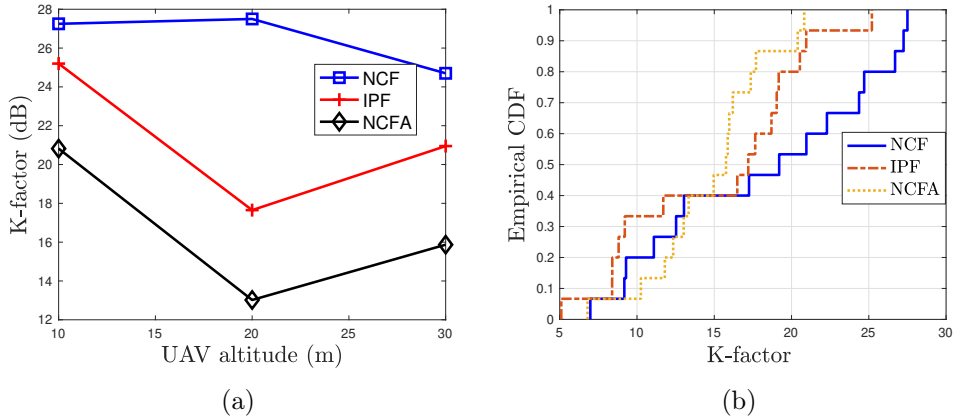 28
26
24
22
20
18
16
14
12
K-factor (dB)
NCF
IPF
NCFA
10
15
20
25
30
UAV altitude (m)
(a)
1
0.9
0.8
0.7
0.6
0.5
0.4
0.3
0.2
0.1
0
Empirical CDF
NCF
IPF
NCFA
5
10
15
20
25
30
K-factor
(b)